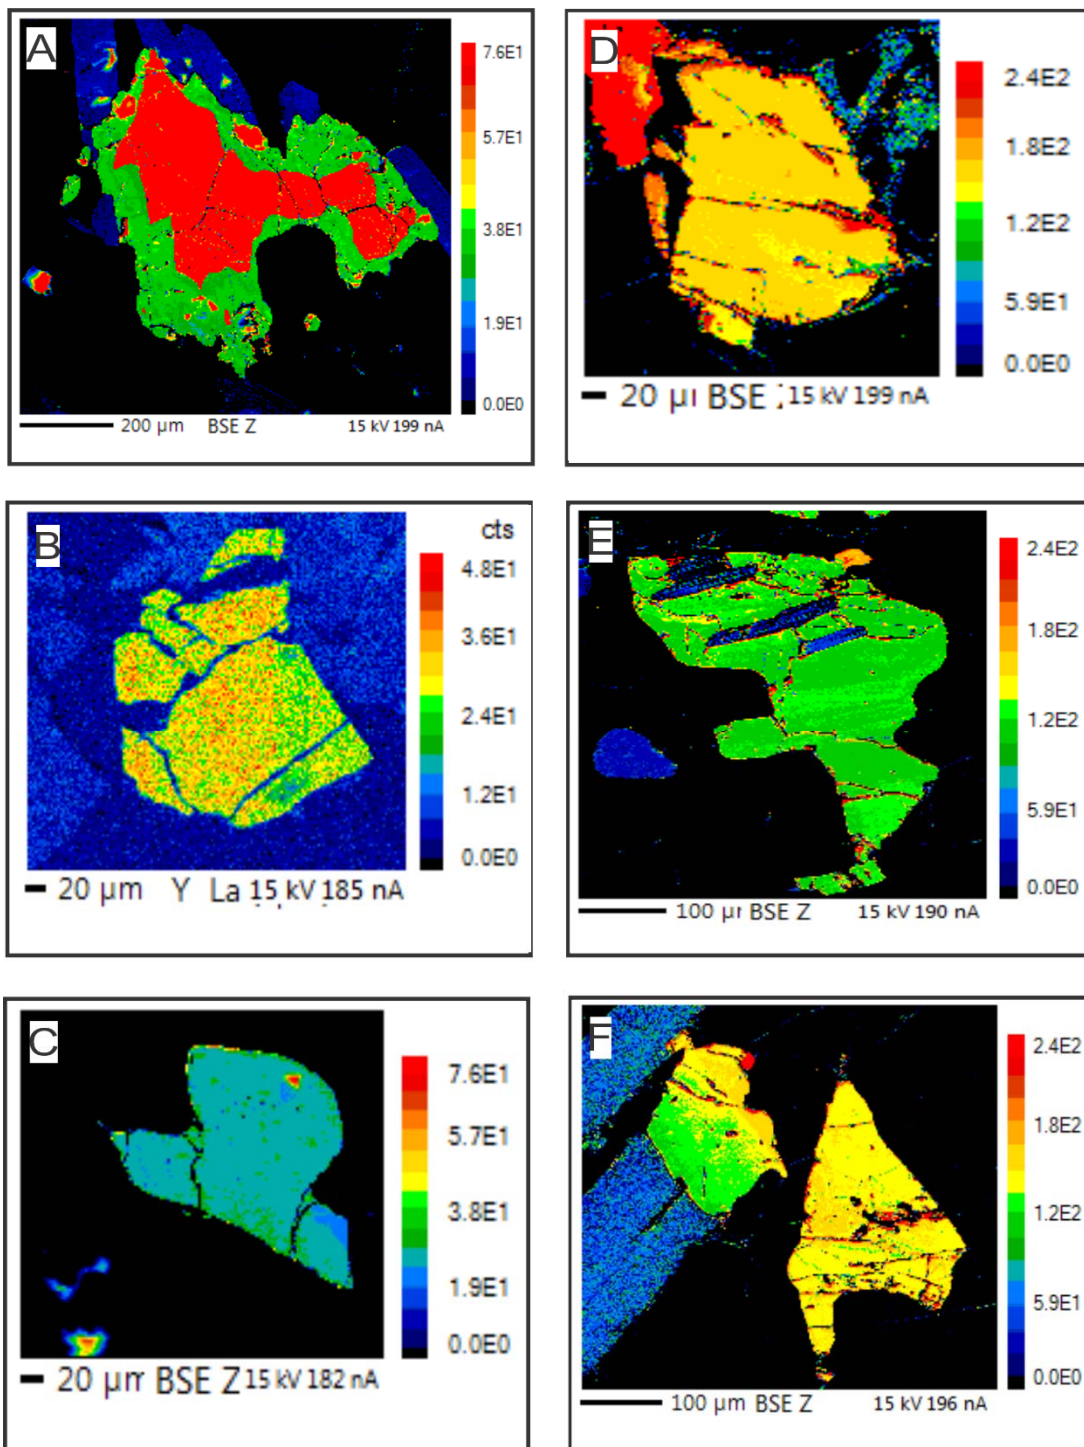 A
7.6E1
5.7E1
3.8E1
1.9E1
0.0E0
200 µm BSE Z 15 kV 199 nA
D
2.4E2
1.8E2
1.2E2
5.9E1
0.0E0
20 µ BSE 15 kV 199 nA
B
cts
4.8E1
3.6E1
2.4E1
1.2E1
0.0E0
20 µm Y La 15 kV 185 nA
E
2.4E2
1.8E2
1.2E2
5.9E1
0.0E0
100 µ BSE Z 15 kV 190 nA
C
7.6E1
5.7E1
3.8E1
1.9E1
0.0E0
20 µm BSE Z 15 kV 182 nA
F
2.4E2
1.8E2
1.2E2
5.9E1
0.0E0
100 µm BSE Z 15 kV 196 nA